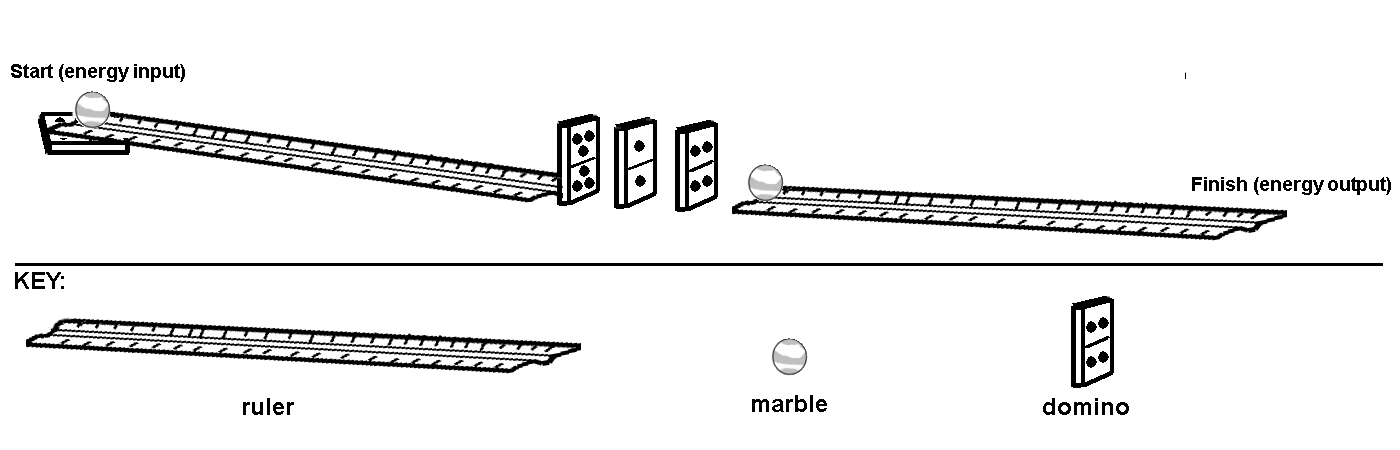 Start (energy input)
Finish (energy output)
KEY:
ruler
marble
domino